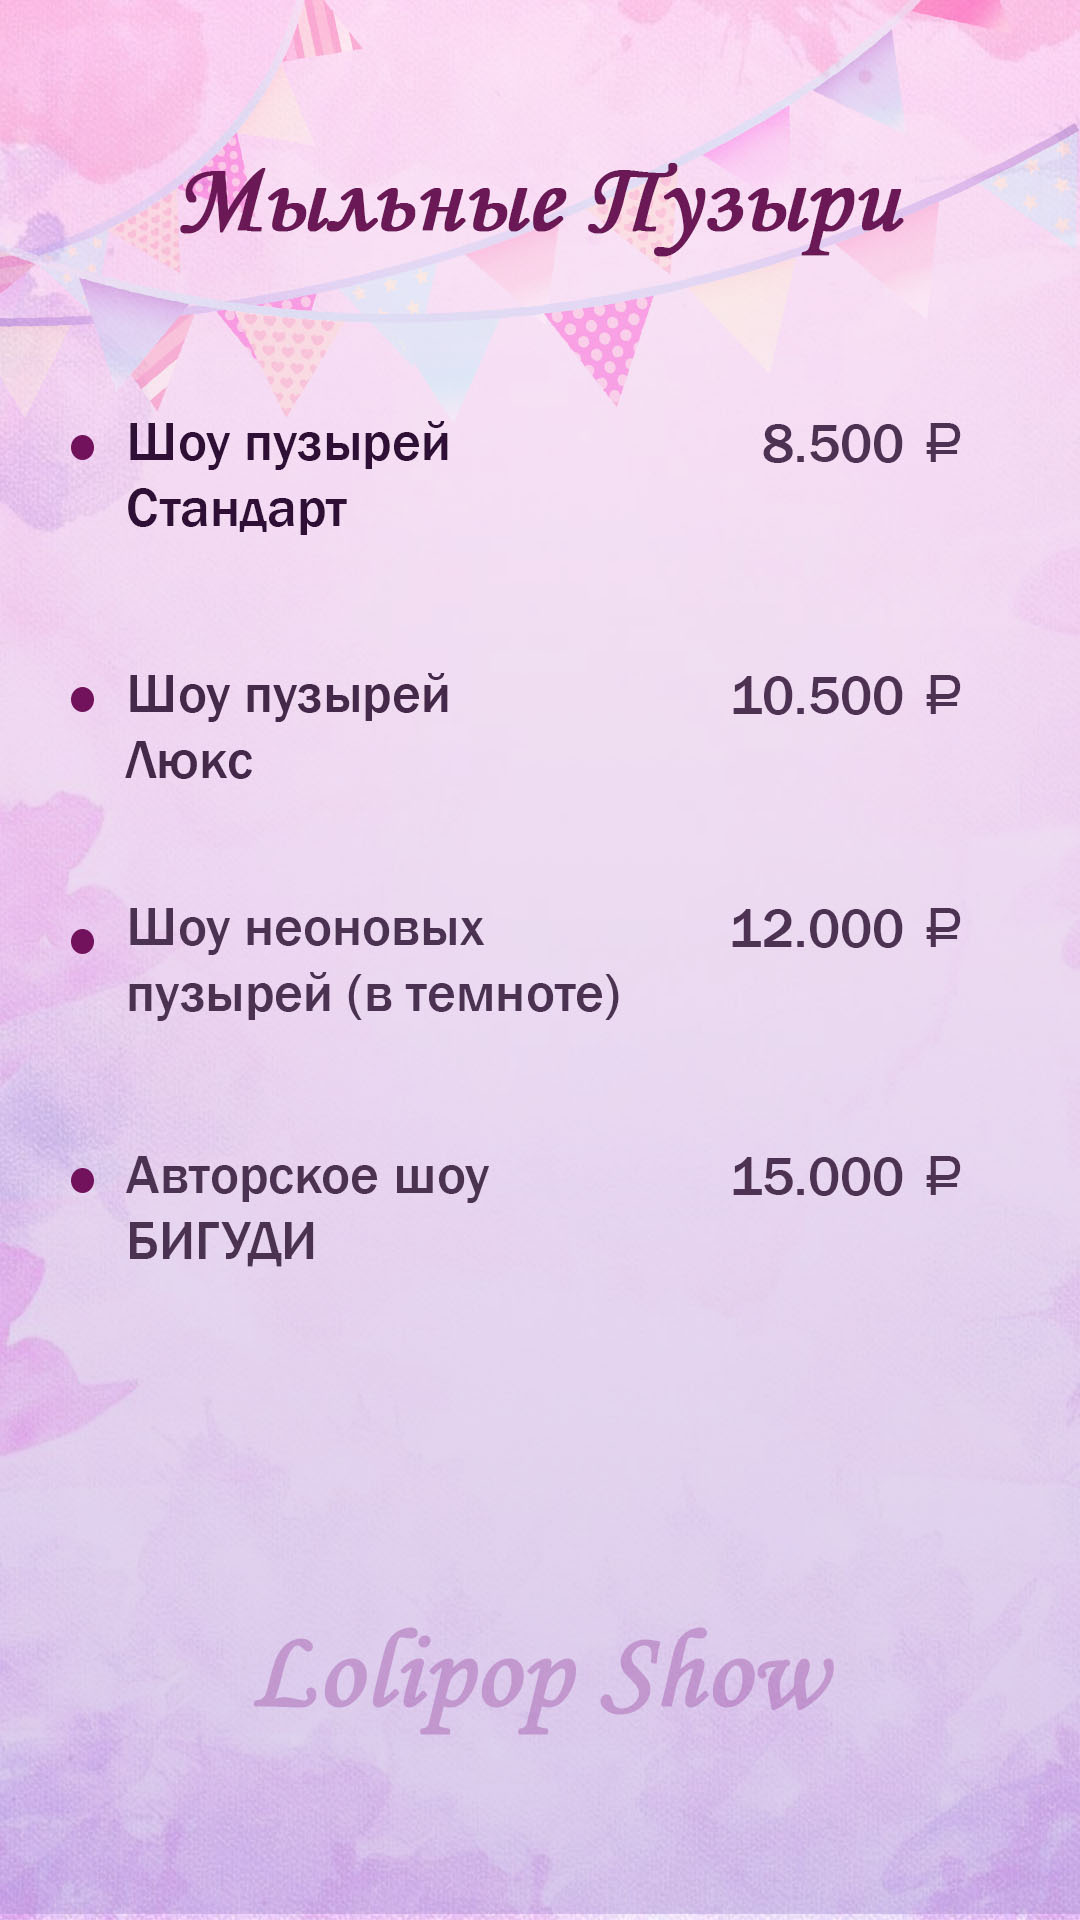 Мыльные Пузыри
Шоу пузырей 8.500 ₽
Стандарт
Шоу пузырей 10.500 ₽
Люкс
Шоу неоновых 12.000 ₽
пузырей (в темноте)
Авторское шоу 15.000 ₽
БИГУДИ
Lolipop Show